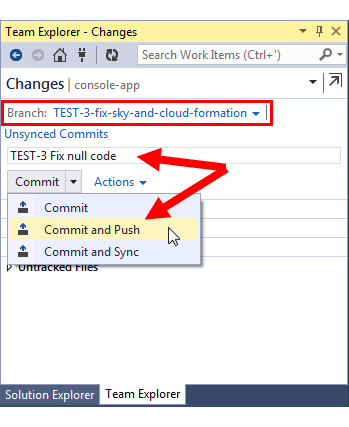 Team Explorer - Changes
Search Work Items (Ctrl+')
Changes | console-app
Branch: TEST-3-fix-sky-and-cloud-formation
Unsynced Commits
TEST-3 Fix null code
Commit Actions
Commit
Commit and Push
Commit and Sync
Untracked Files
Solution Explorer Team Explorer